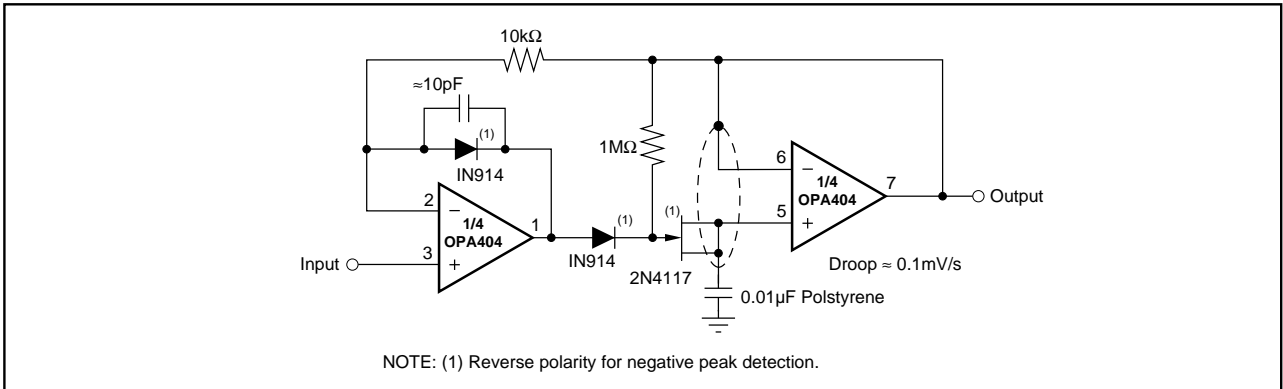 10kΩ
≈10pF
(1)
IN914
1MΩ
2
3
1
–
+
1/4
OPA404
Input
(1)
IN914
(1)
2N4117
6
5
7
–
+
1/4
OPA404
Output
Droop ≈ 0.1mV/s
0.01µF Polstyrene
NOTE: (1) Reverse polarity for negative peak detection.